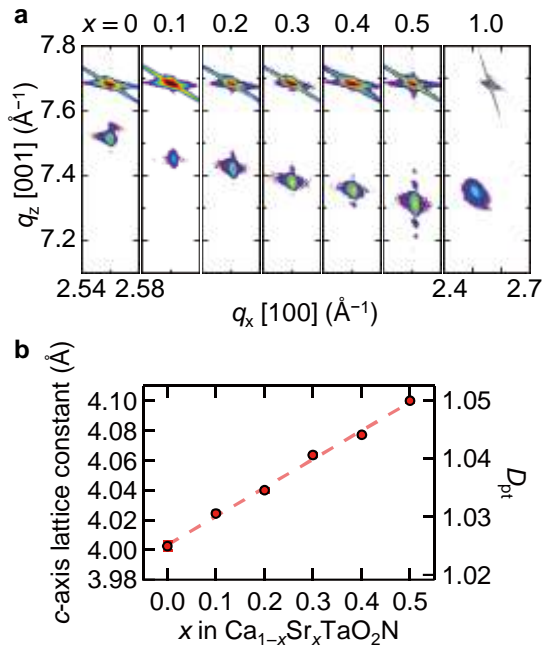 a
x = 0 0.1 0.2 0.3 0.4 0.5 1.0
7.8
7.6
7.4
7.2
q_z [001] (Å⁻¹)
2.54 2.58 2.4 2.7
q_x [100] (Å⁻¹)
b
c-axis lattice constant (Å)
4.10
4.08
4.06
4.04
4.02
4.00
3.98
1.05
1.04
1.03
1.02
D_pt
0.0 0.1 0.2 0.3 0.4 0.5
x in Ca₁₋ₓSrₓTaO₂N